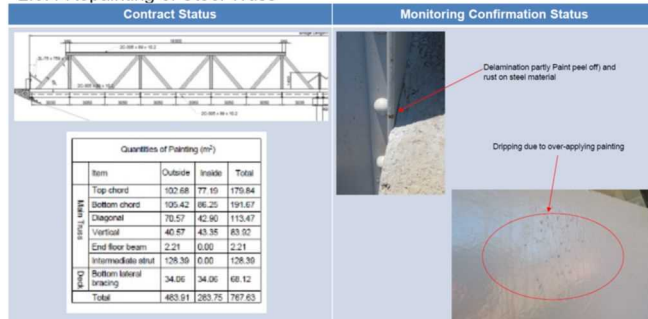 Contract Status
Monitoring Confirmation Status
Delamination partly Paint peel off) and
rust on steel material
Dripping due to over-applying painting
Quantities of Painting (m²)
Item Outside Inside Total
Main Truss
Top chord 102.68 77.19 179.84
Bottom chord 105.42 86.25 191.67
Diagonal 70.57 42.90 113.47
Vertical 40.57 43.35 83.92
End floor beam 2.21 0.00 2.21
Intermediate strut 128.39 0.00 128.39
Deck
Bottom lateral
bracing 34.06 34.06 68.12
Total 483.91 283.75 767.63